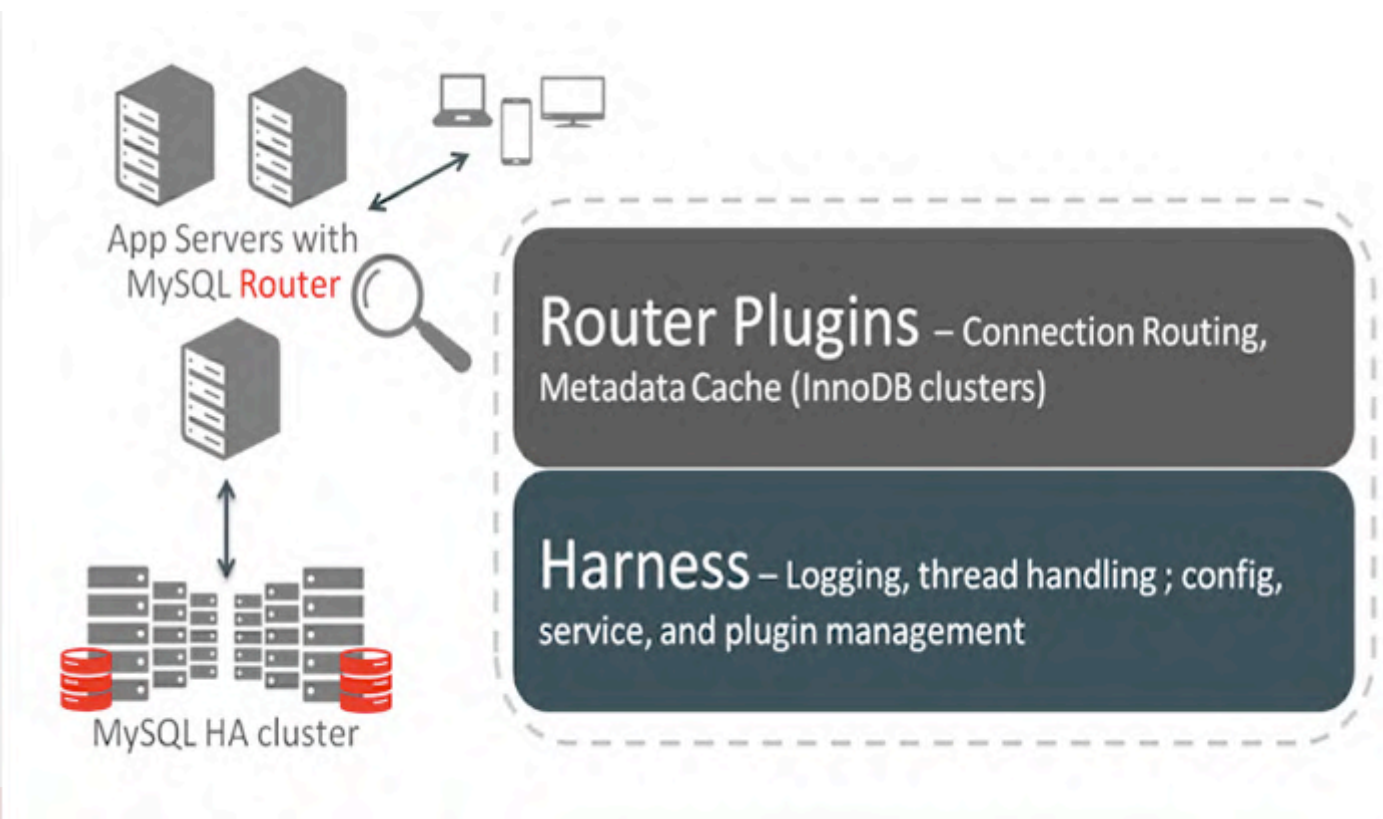 App Servers with
MySQL Router
Router Plugins – Connection Routing,
Metadata Cache (InnoDB clusters)
Harness – Logging, thread handling ; config,
service, and plugin management
MySQL HA cluster